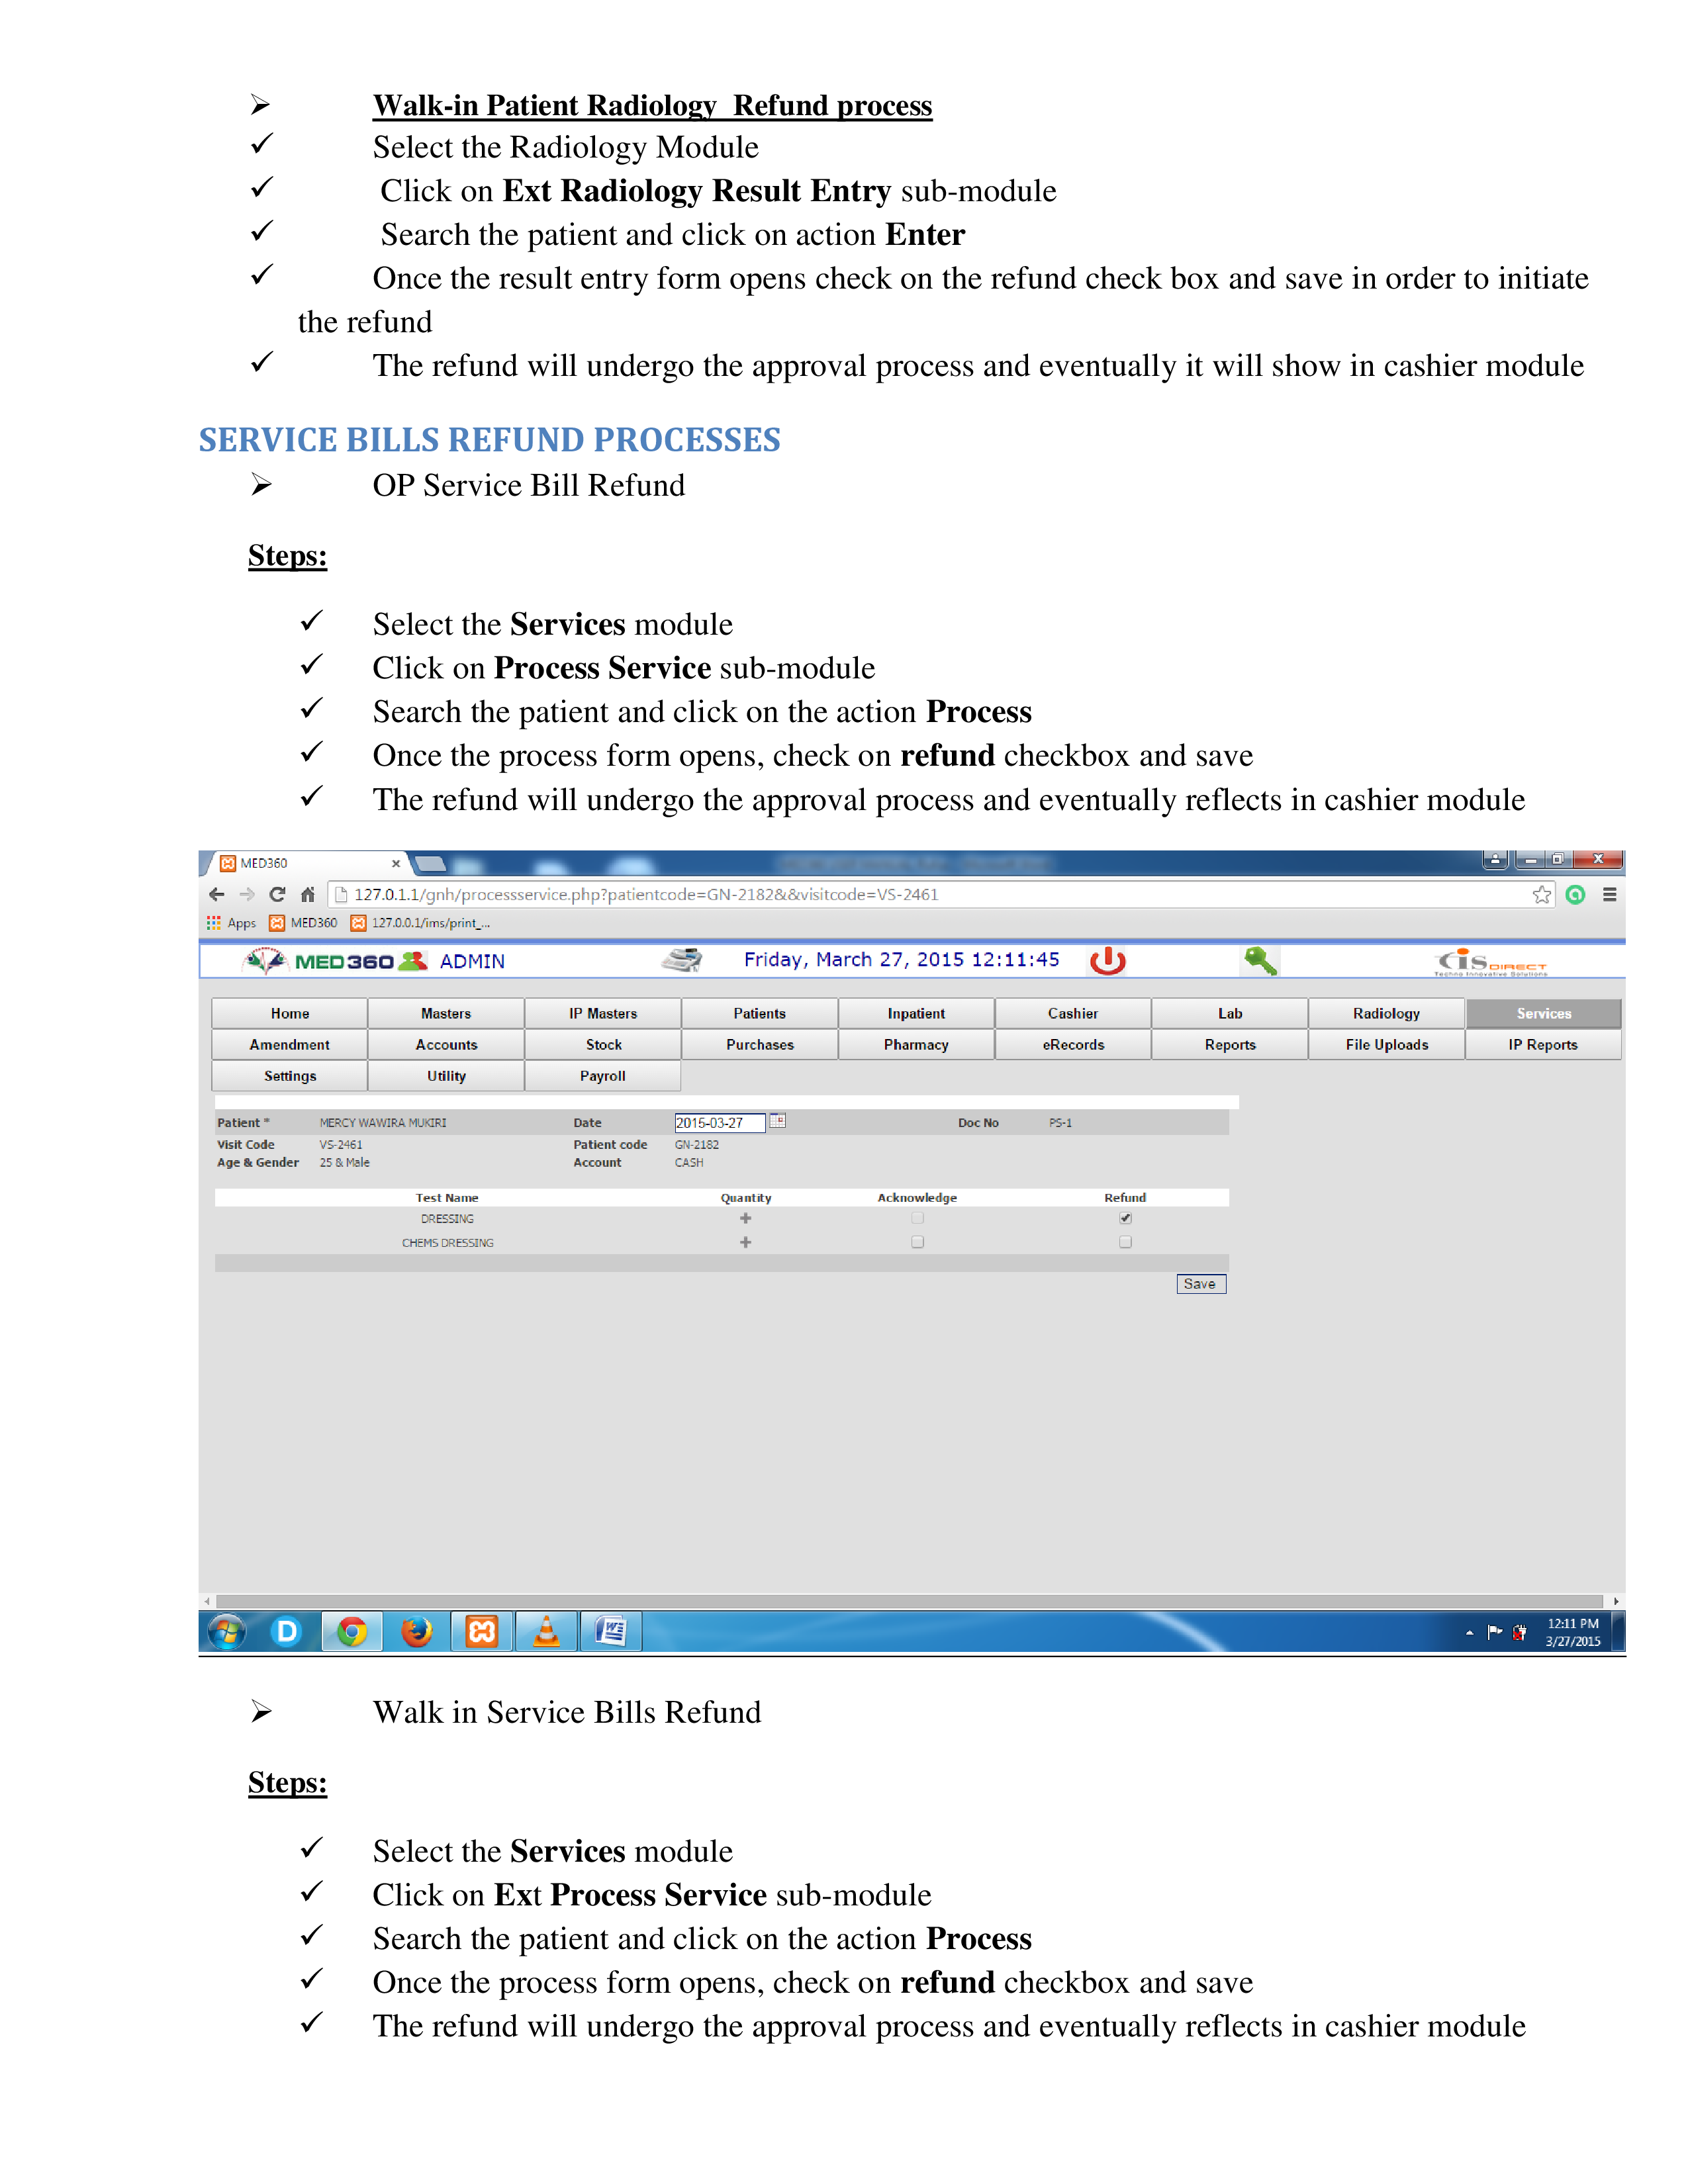 Walk-in Patient Radiology  Refund process
Select the Radiology Module
Click on Ext Radiology Result Entry sub-module
Search the patient and click on action Enter
Once the result entry form opens check on the refund check box and save in order to initiate
the refund
The refund will undergo the approval process and eventually it will show in cashier module
SERVICE BILLS REFUND PROCESSES
OP Service Bill Refund
Steps:
Select the Services module
Click on Process Service sub-module
Search the patient and click on the action Process
Once the process form opens, check on refund checkbox and save
The refund will undergo the approval process and eventually reflects in cashier module
MED360
127.0.1.1/gnh/processservice.php?patientcode=GN-2182&&visitcode=VS-2461
Apps MED360 127.0.0.1/ims/print_...
MED360 ADMIN Friday, March 27, 2015 12:11:45 CIS DIRECT
Techno Innovative Solutions
Home Masters IP Masters Patients Inpatient Cashier Lab Radiology Services
Amendment Accounts Stock Purchases Pharmacy eRecords Reports File Uploads IP Reports
Settings Utility Payroll
Patient * MERCY WAWIRA MUKIRI Date 2015-03-27 Doc No PS-1
Visit Code VS-2461 Patient code GN-2182
Age & Gender 25 & Male Account CASH
Test Name Quantity Acknowledge Refund
DRESSING
CHEMS DRESSING
Save
12:11 PM
3/27/2015
Walk in Service Bills Refund
Steps:
Select the Services module
Click on Ext Process Service sub-module
Search the patient and click on the action Process
Once the process form opens, check on refund checkbox and save
The refund will undergo the approval process and eventually reflects in cashier module